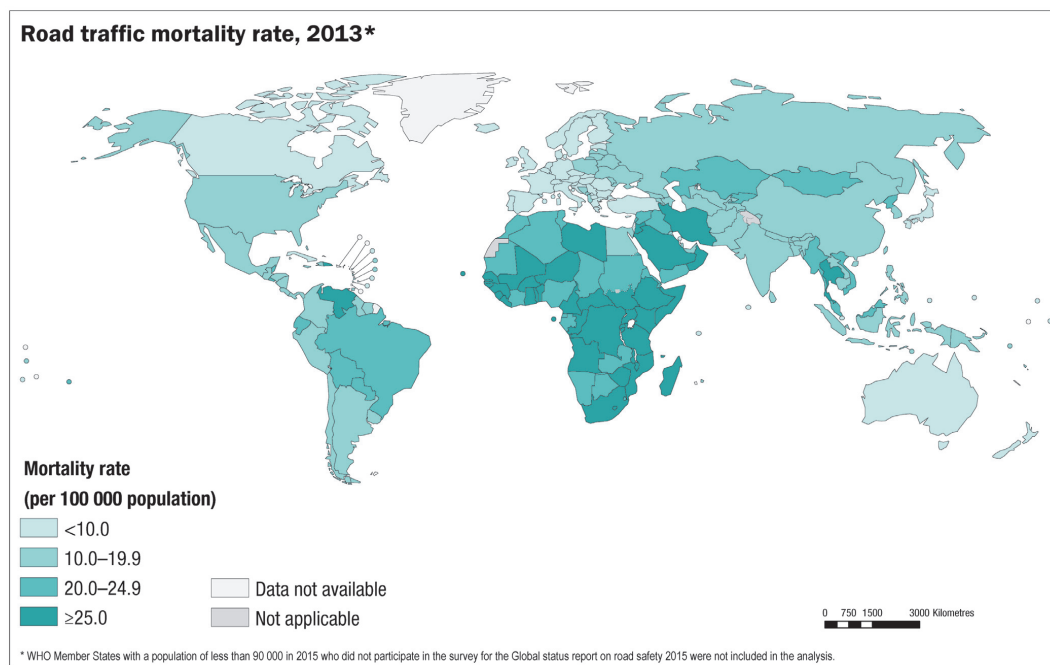 Road traffic mortality rate, 2013*
Mortality rate
(per 100 000 population)
<10.0
10.0–19.9
20.0–24.9
≥25.0
Data not available
Not applicable
0 750 1500 3000 Kilometres
* WHO Member States with a population of less than 90 000 in 2015 who did not participate in the survey for the Global status report on road safety 2015 were not included in the analysis.